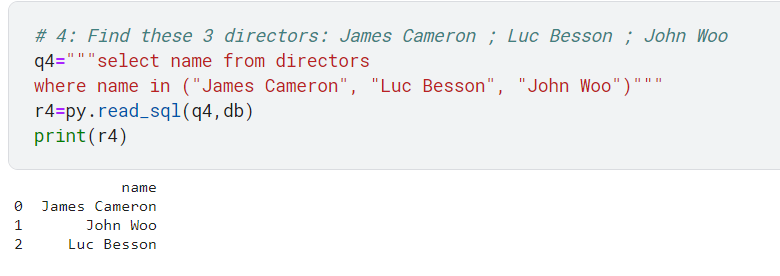 # 4: Find these 3 directors: James Cameron ; Luc Besson ; John Woo
q4="""select name from directors
where name in ("James Cameron", "Luc Besson", "John Woo")"""
r4=py.read_sql(q4,db)
print(r4)
name
0 James Cameron
1 John Woo
2 Luc Besson